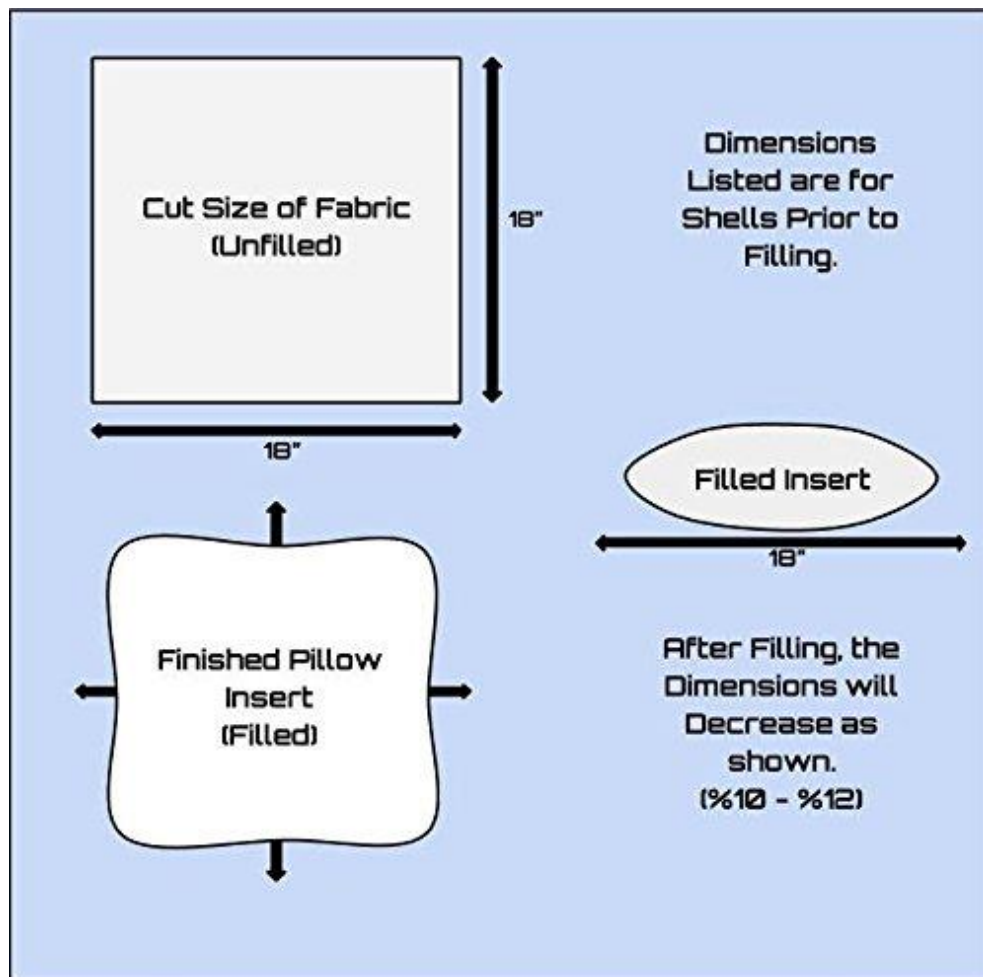 Cut Size of Fabric
(Unfilled)
18"
18"
Dimensions
Listed are for
Shells Prior to
Filling.
Filled Insert
18"
Finished Pillow
Insert
(Filled)
After Filling, the
Dimensions will
Decrease as
shown.
(%10 - %12)